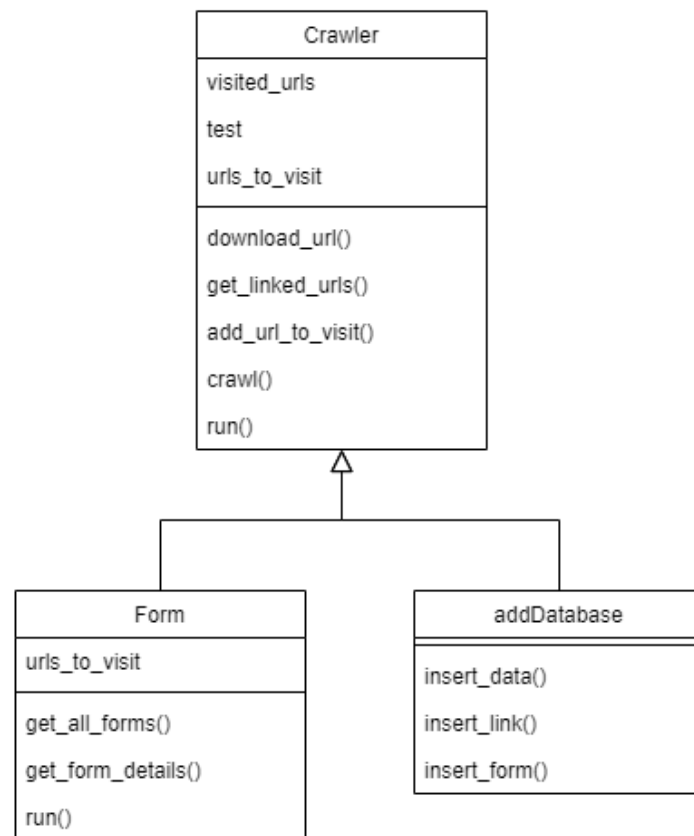 Crawler
visited_urls
test
urls_to_visit
download_url()
get_linked_urls()
add_url_to_visit()
crawl()
run()
Form
urls_to_visit
get_all_forms()
get_form_details()
run()
addDatabase
insert_data()
insert_link()
insert_form()